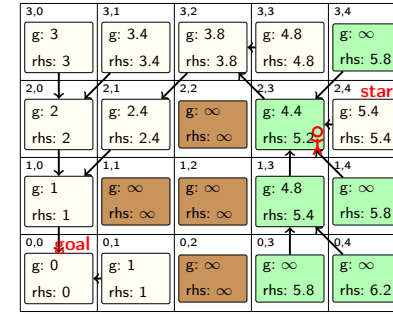 3,0 3,1 3,2 3,3 3,4
g: 3 g: 3.4 g: 3.8 g: 4.8 g: ∞
rhs: 3 rhs: 3.4 rhs: 3.8 rhs: 4.8 rhs: 5.8
2,0 2,1 2,2 2,3 2,4 star
g: 2 g: 2.4 g: ∞ g: 4.4 g: 5.4
rhs: 2 rhs: 2.4 rhs: ∞ rhs: 5.2 rhs: 5.4
1,0 1,1 1,2 1,3 1,4
g: 1 g: ∞ g: ∞ g: 4.8 g: ∞
rhs: 1 rhs: ∞ rhs: ∞ rhs: 5.4 rhs: 5.8
0,0 goal 0,1 0,2 0,3 0,4
g: 0 g: 1 g: ∞ g: ∞ g: ∞
rhs: 0 rhs: 1 rhs: ∞ rhs: 5.8 rhs: 6.2